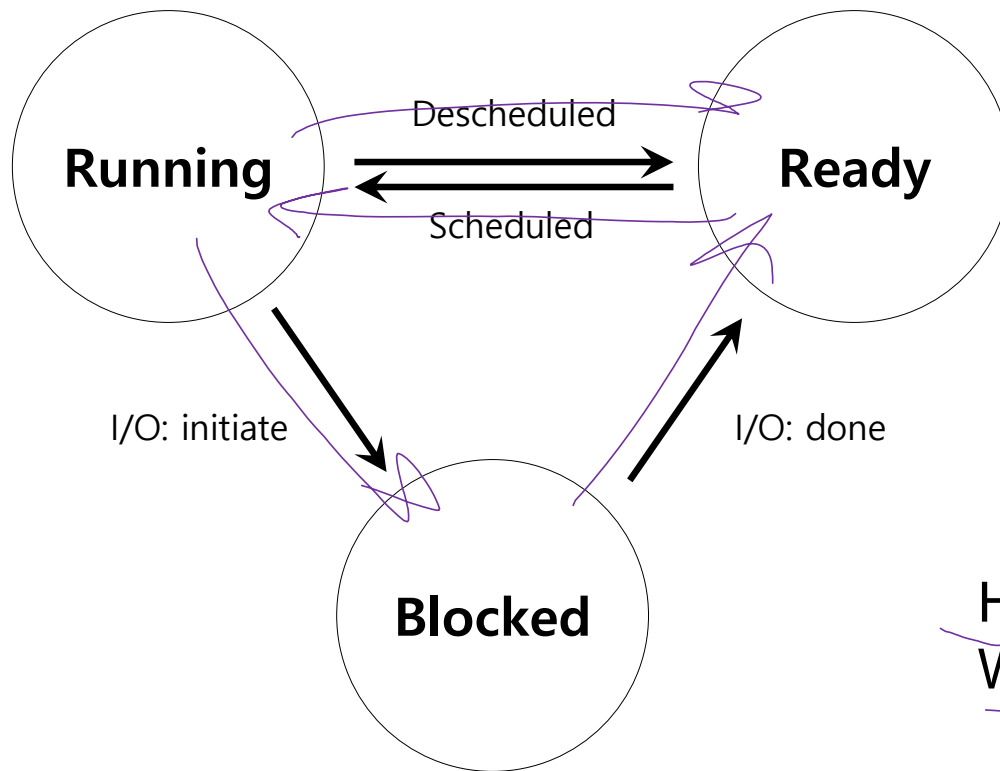 Descheduled
Running
Ready
Scheduled
I/O: initiate
I/O: done
Blocked
H